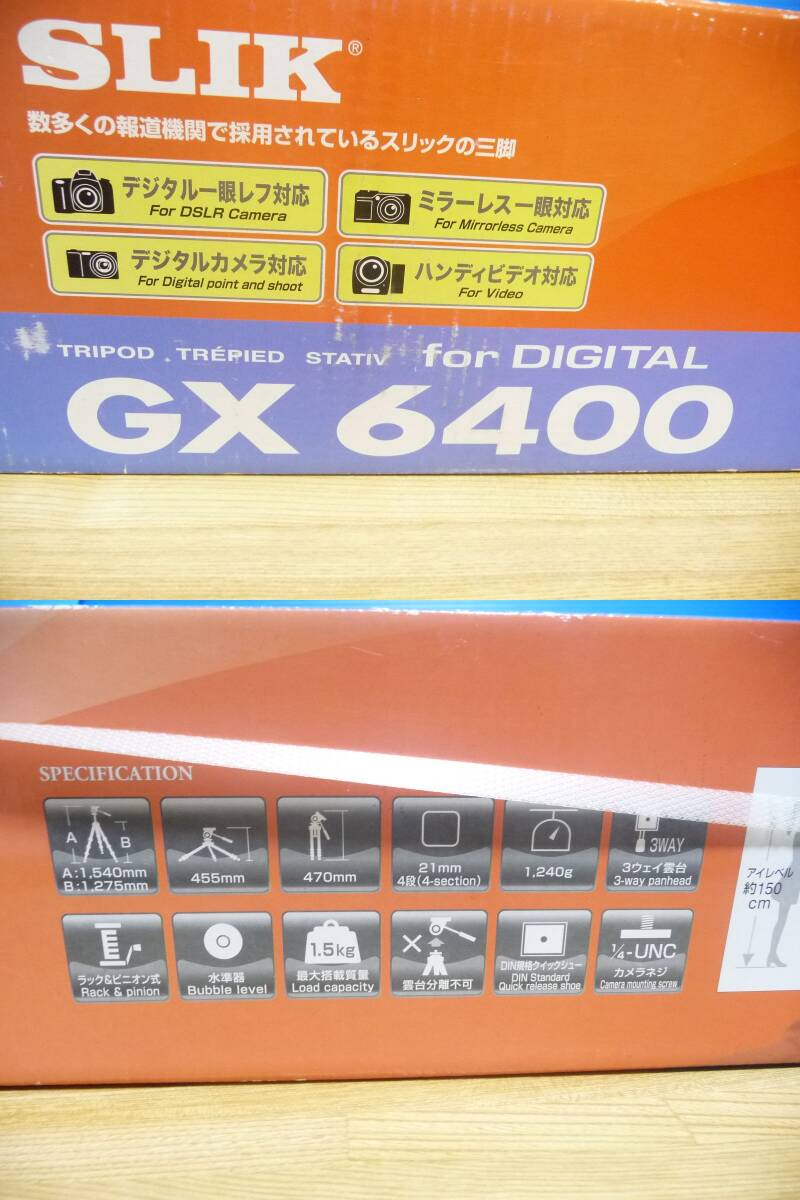 SLIK®
数多くの報道機関で採用されているスリックの三脚
デジタル一眼レフ対応
For DSLR Camera
ミラーレス一眼対応
For Mirrorless Camera
デジタルカメラ対応
For Digital point and shoot
ハンディビデオ対応
For Video
TRIPOD . TRÉPIED STATIV for DIGITAL
GX 6400
SPECIFICATION
A B
A:1,540mm
B:1,275mm
455mm
470mm
21mm
4段(4-section)
1,240g
3WAY
3ウェイ雲台
3-way panhead
アイレベル
約150
cm
ラック&ピニオン式
Rack & pinion
水準器
Bubble level
1.5kg
最大搭載質量
Load capacity
雲台分離不可
DIN規格クイックシュー
DIN Standard
Quick release shoe
1/4-UNC
カメラネジ
Camera mounting screw